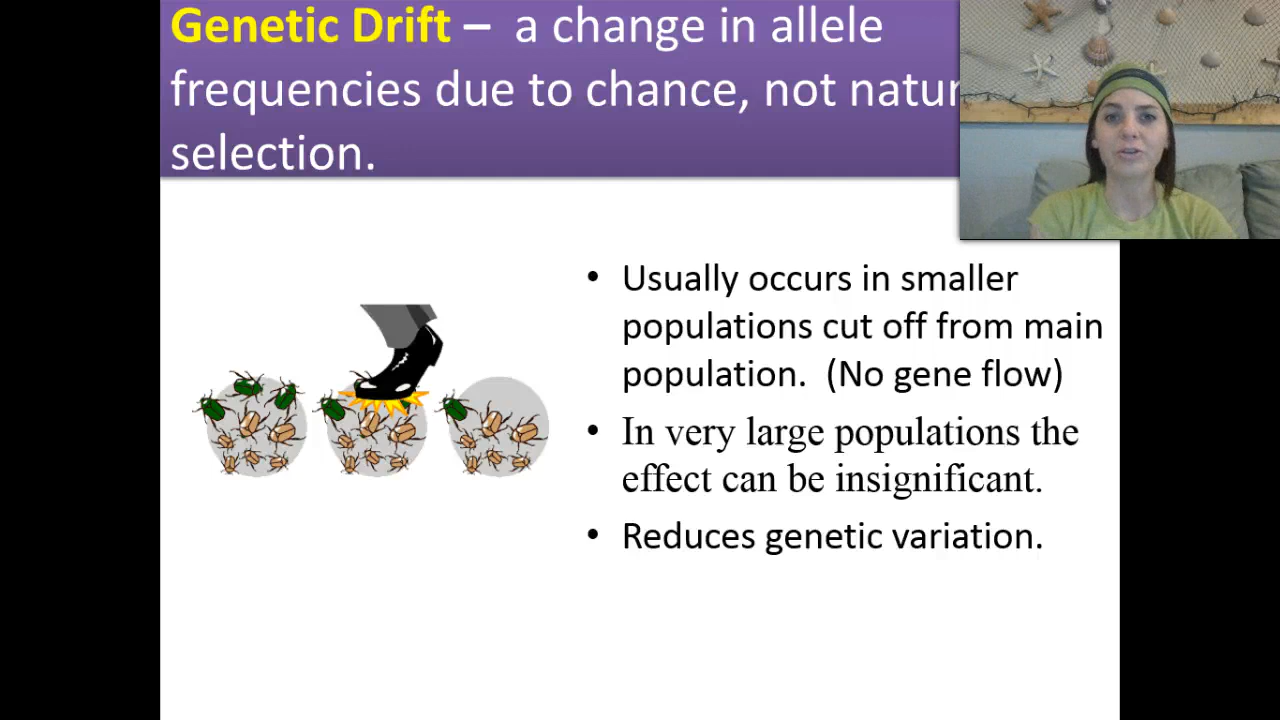 Genetic Drift – a change in allele
frequencies due to chance, not natur
selection.
• Usually occurs in smaller
populations cut off from main
population. (No gene flow)
• In very large populations the
effect can be insignificant.
• Reduces genetic variation.